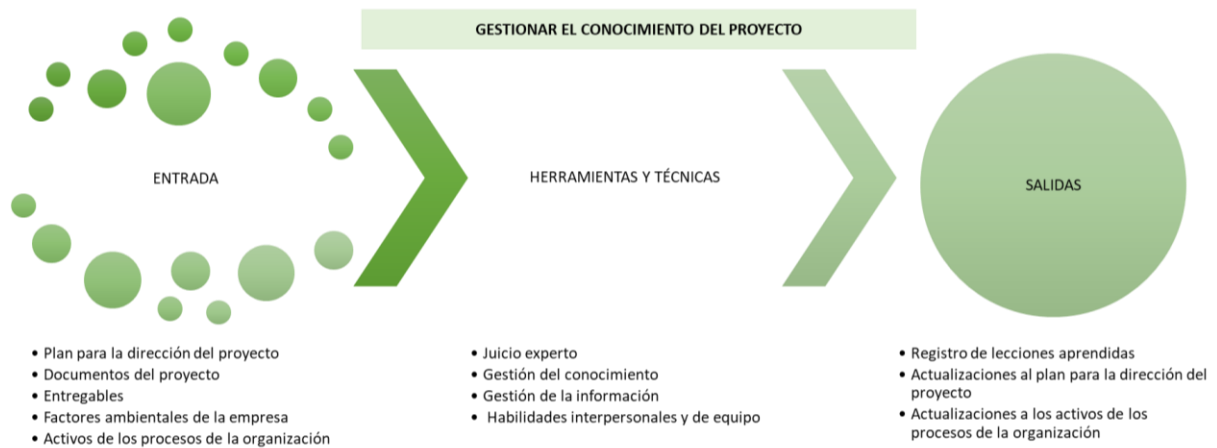 GESTIONAR EL CONOCIMIENTO DEL PROYECTO
ENTRADA
HERRAMIENTAS Y TÉCNICAS
SALIDAS
• Plan para la dirección del proyecto
• Documentos del proyecto
• Entregables
• Factores ambientales de la empresa
• Activos de los procesos de la organización
• Juicio experto
• Gestión del conocimiento
• Gestión de la información
• Habilidades interpersonales y de equipo
• Registro de lecciones aprendidas
• Actualizaciones al plan para la dirección del
proyecto
• Actualizaciones a los activos de los
procesos de la organización